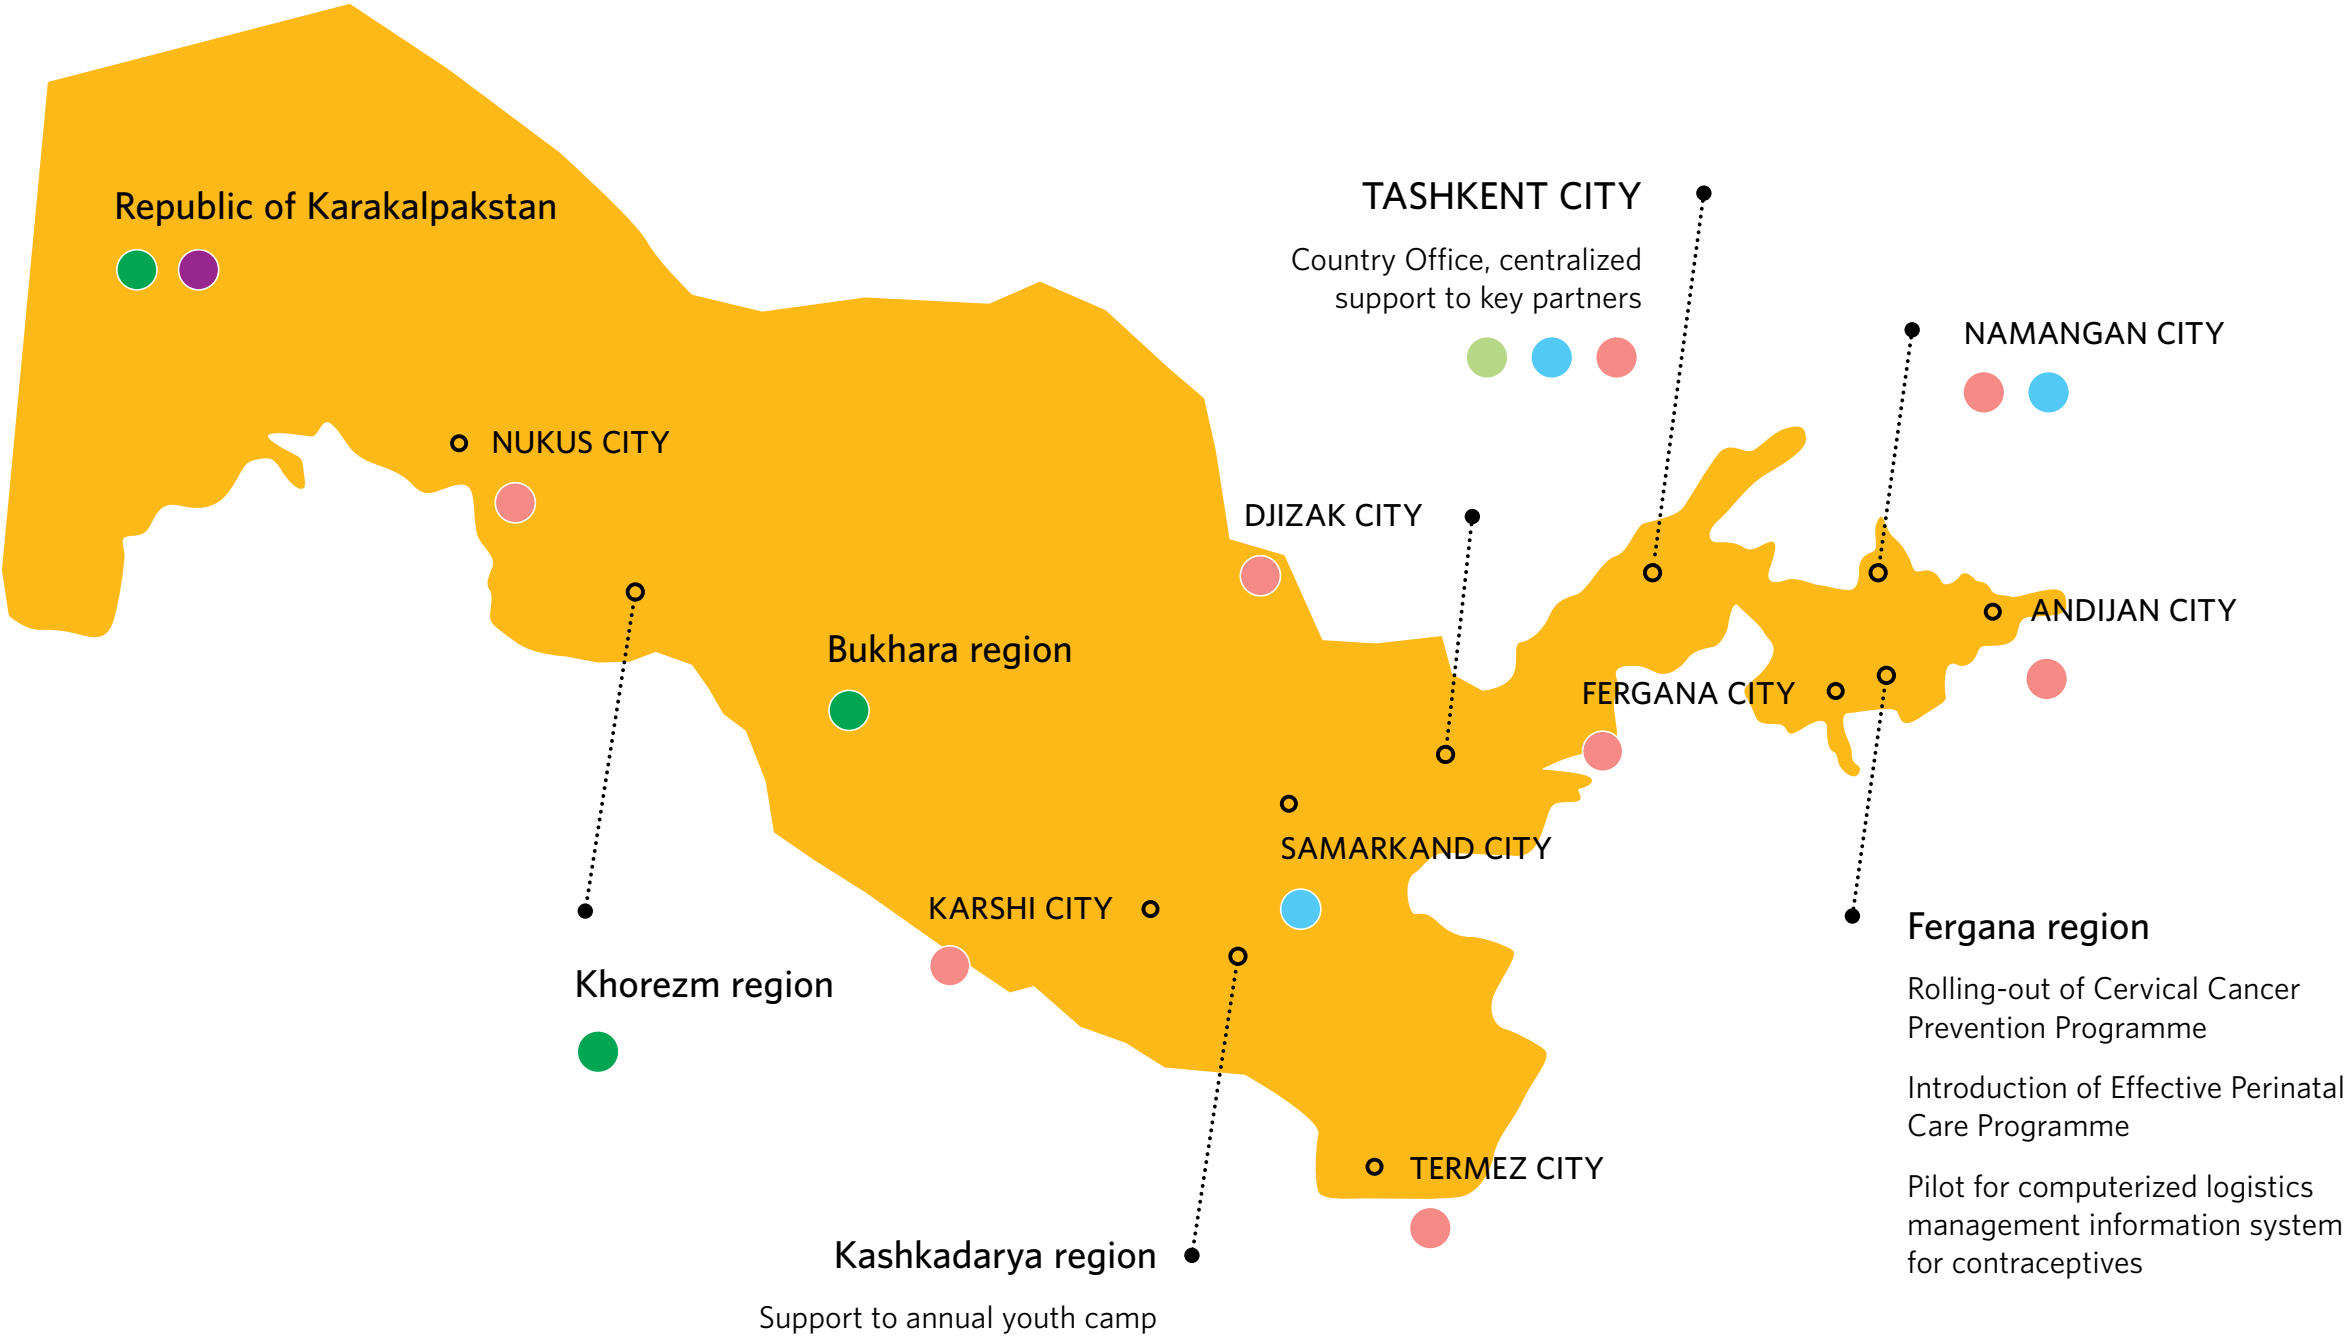 Republic of Karakalpakstan
NUKUS CITY
TASHKENT CITY
Country Office, centralized
support to key partners
NAMANGAN CITY
DJIZAK CITY
ANDIJAN CITY
Bukhara region
FERGANA CITY
SAMARKAND CITY
KARSHI CITY
Khorezm region
Fergana region
Rolling-out of Cervical Cancer
Prevention Programme
Introduction of Effective Perinatal
Care Programme
Pilot for computerized logistics
management information system
for contraceptives
TERMEZ CITY
Kashkadarya region
Support to annual youth camp